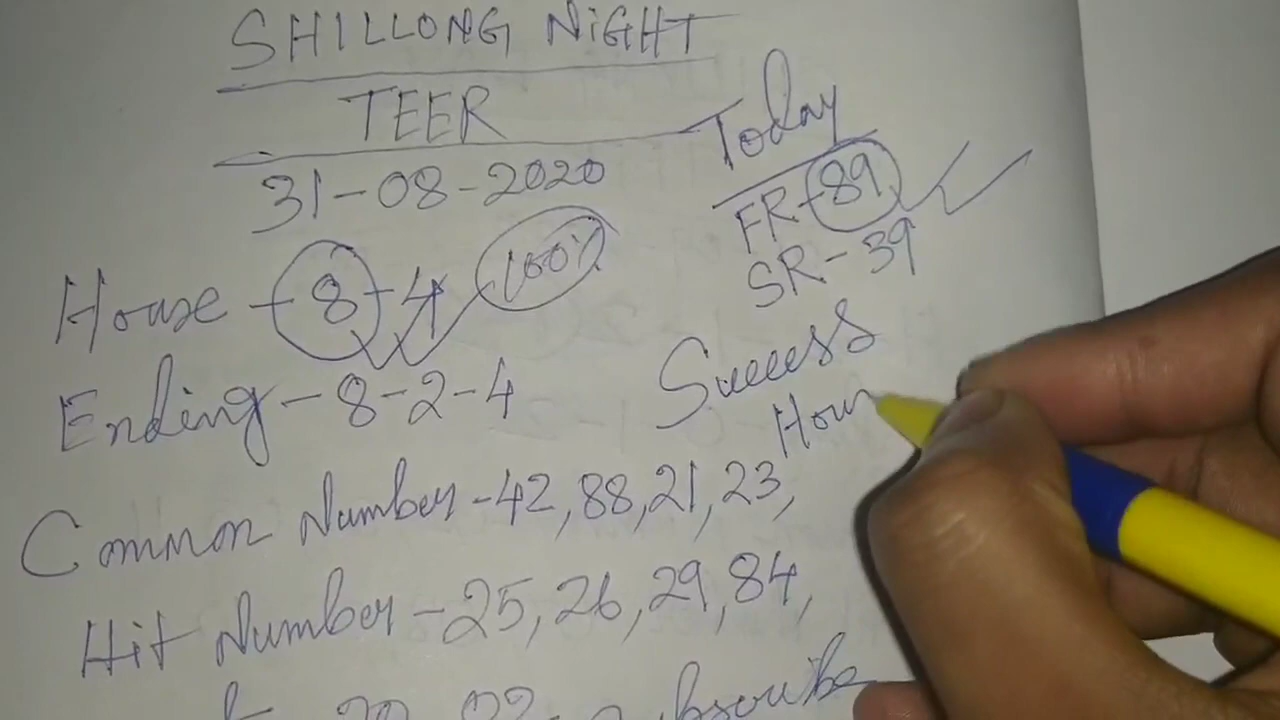 SHILLONG NiGHT
TEER
31-08-2020
Today
FR-89
SR-39
House -8-4 100%
Ending - 8-2-4
Success
Hour
Common Number -42,88,21,23,
Hit Number -25,26,29,84,